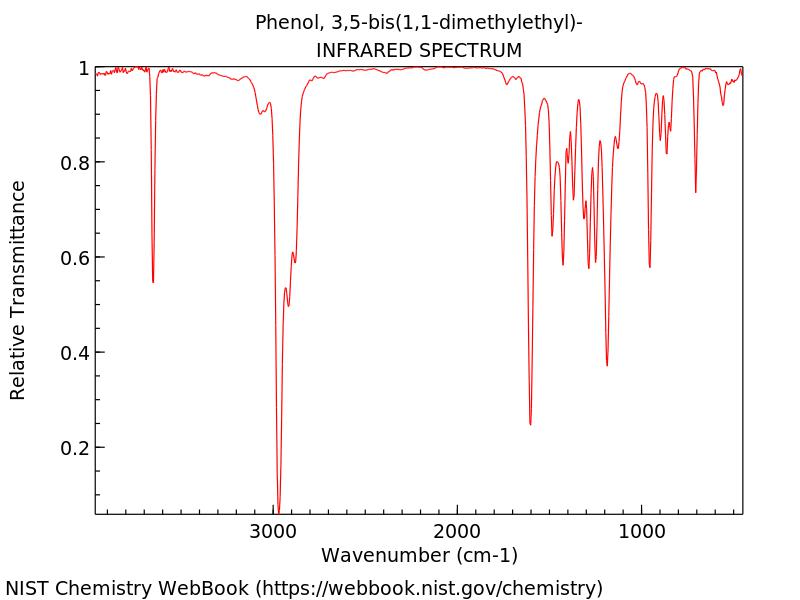 Phenol, 3,5-bis(1,1-dimethylethyl)-
INFRARED SPECTRUM
1
0.8
0.6
0.4
0.2
Relative Transmittance
3000 2000 1000
Wavenumber (cm-1)
NIST Chemistry WebBook (https://webbook.nist.gov/chemistry)